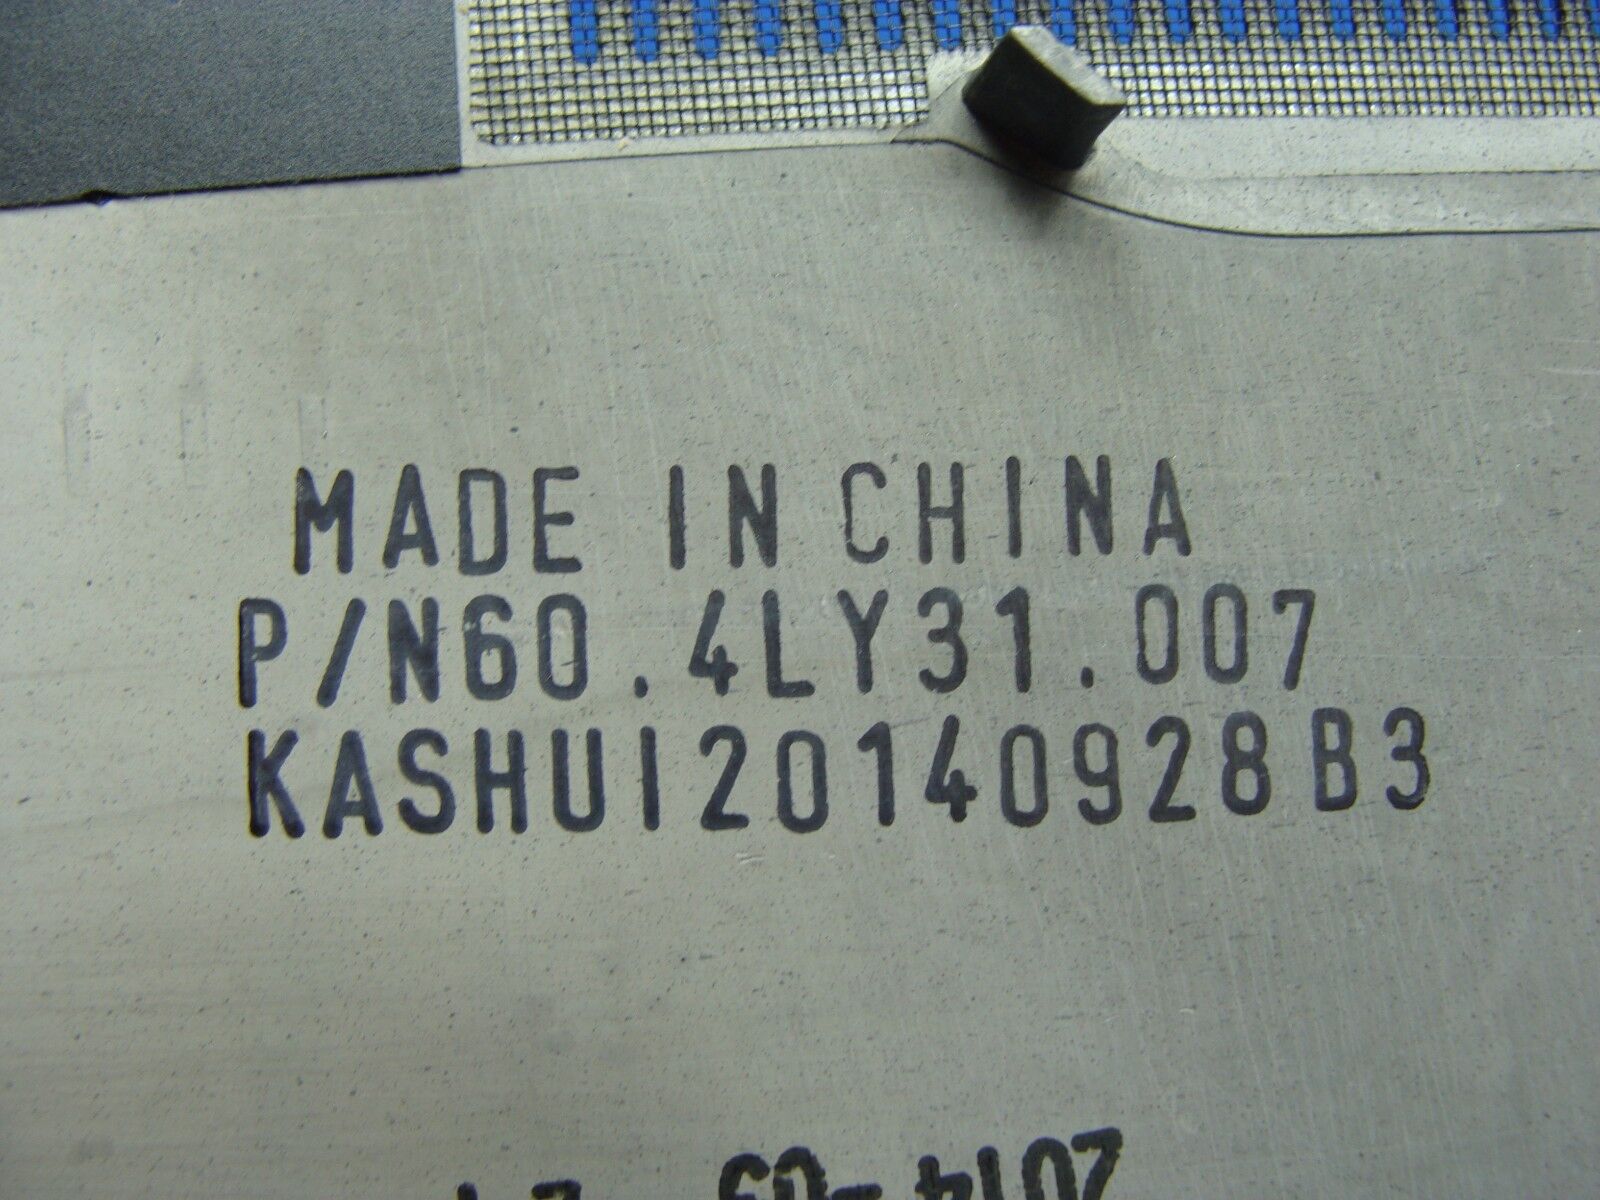 MADE IN CHINA
P/N60.4LY31.007
KASHUI20140928B3